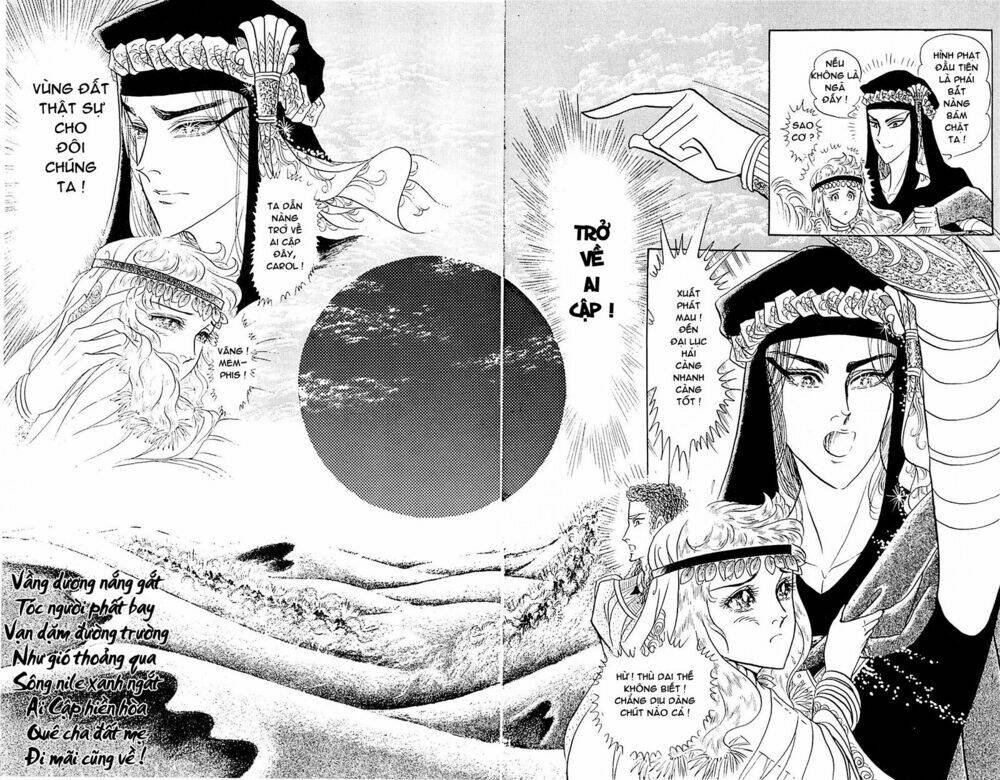 HÌNH PHẠT
ĐẦU TIÊN
LÀ PHẢI
BẮT
NÀNG
BÁM
CHẶT TA !
NẾU
KHÔNG LÀ
NGÃ
ĐẤY !
SAO
CƠ ?
XUẤT
PHÁT
MAU !
ĐẾN
ĐẠI LỤC
HẢI
CÀNG
NHANH
CÀNG
TỐT !
HỪ ! THÙ DAI THẾ
KHÔNG BIẾT !
CHẲNG DỊU DÀNG
CHÚT NÀO CẢ !
TRỞ
VỀ
AI
CẬP !
VÙNG ĐẤT
THẬT SỰ
CHO
ĐÔI
CHÚNG
TA !
TA DẪN
NÀNG
TRỞ VỀ
AI CẬP
ĐÂY,
CAROL !
VÂNG !
MEM-
PHIS !
Vầng dương nắng gắt
Tóc người phất bay
Vạn dặm đường trường
Như gió thoảng qua
Sông nile xanh ngắt
Ai Cập hiền hòa
Quê cha đất mẹ
Đi mãi cũng về !